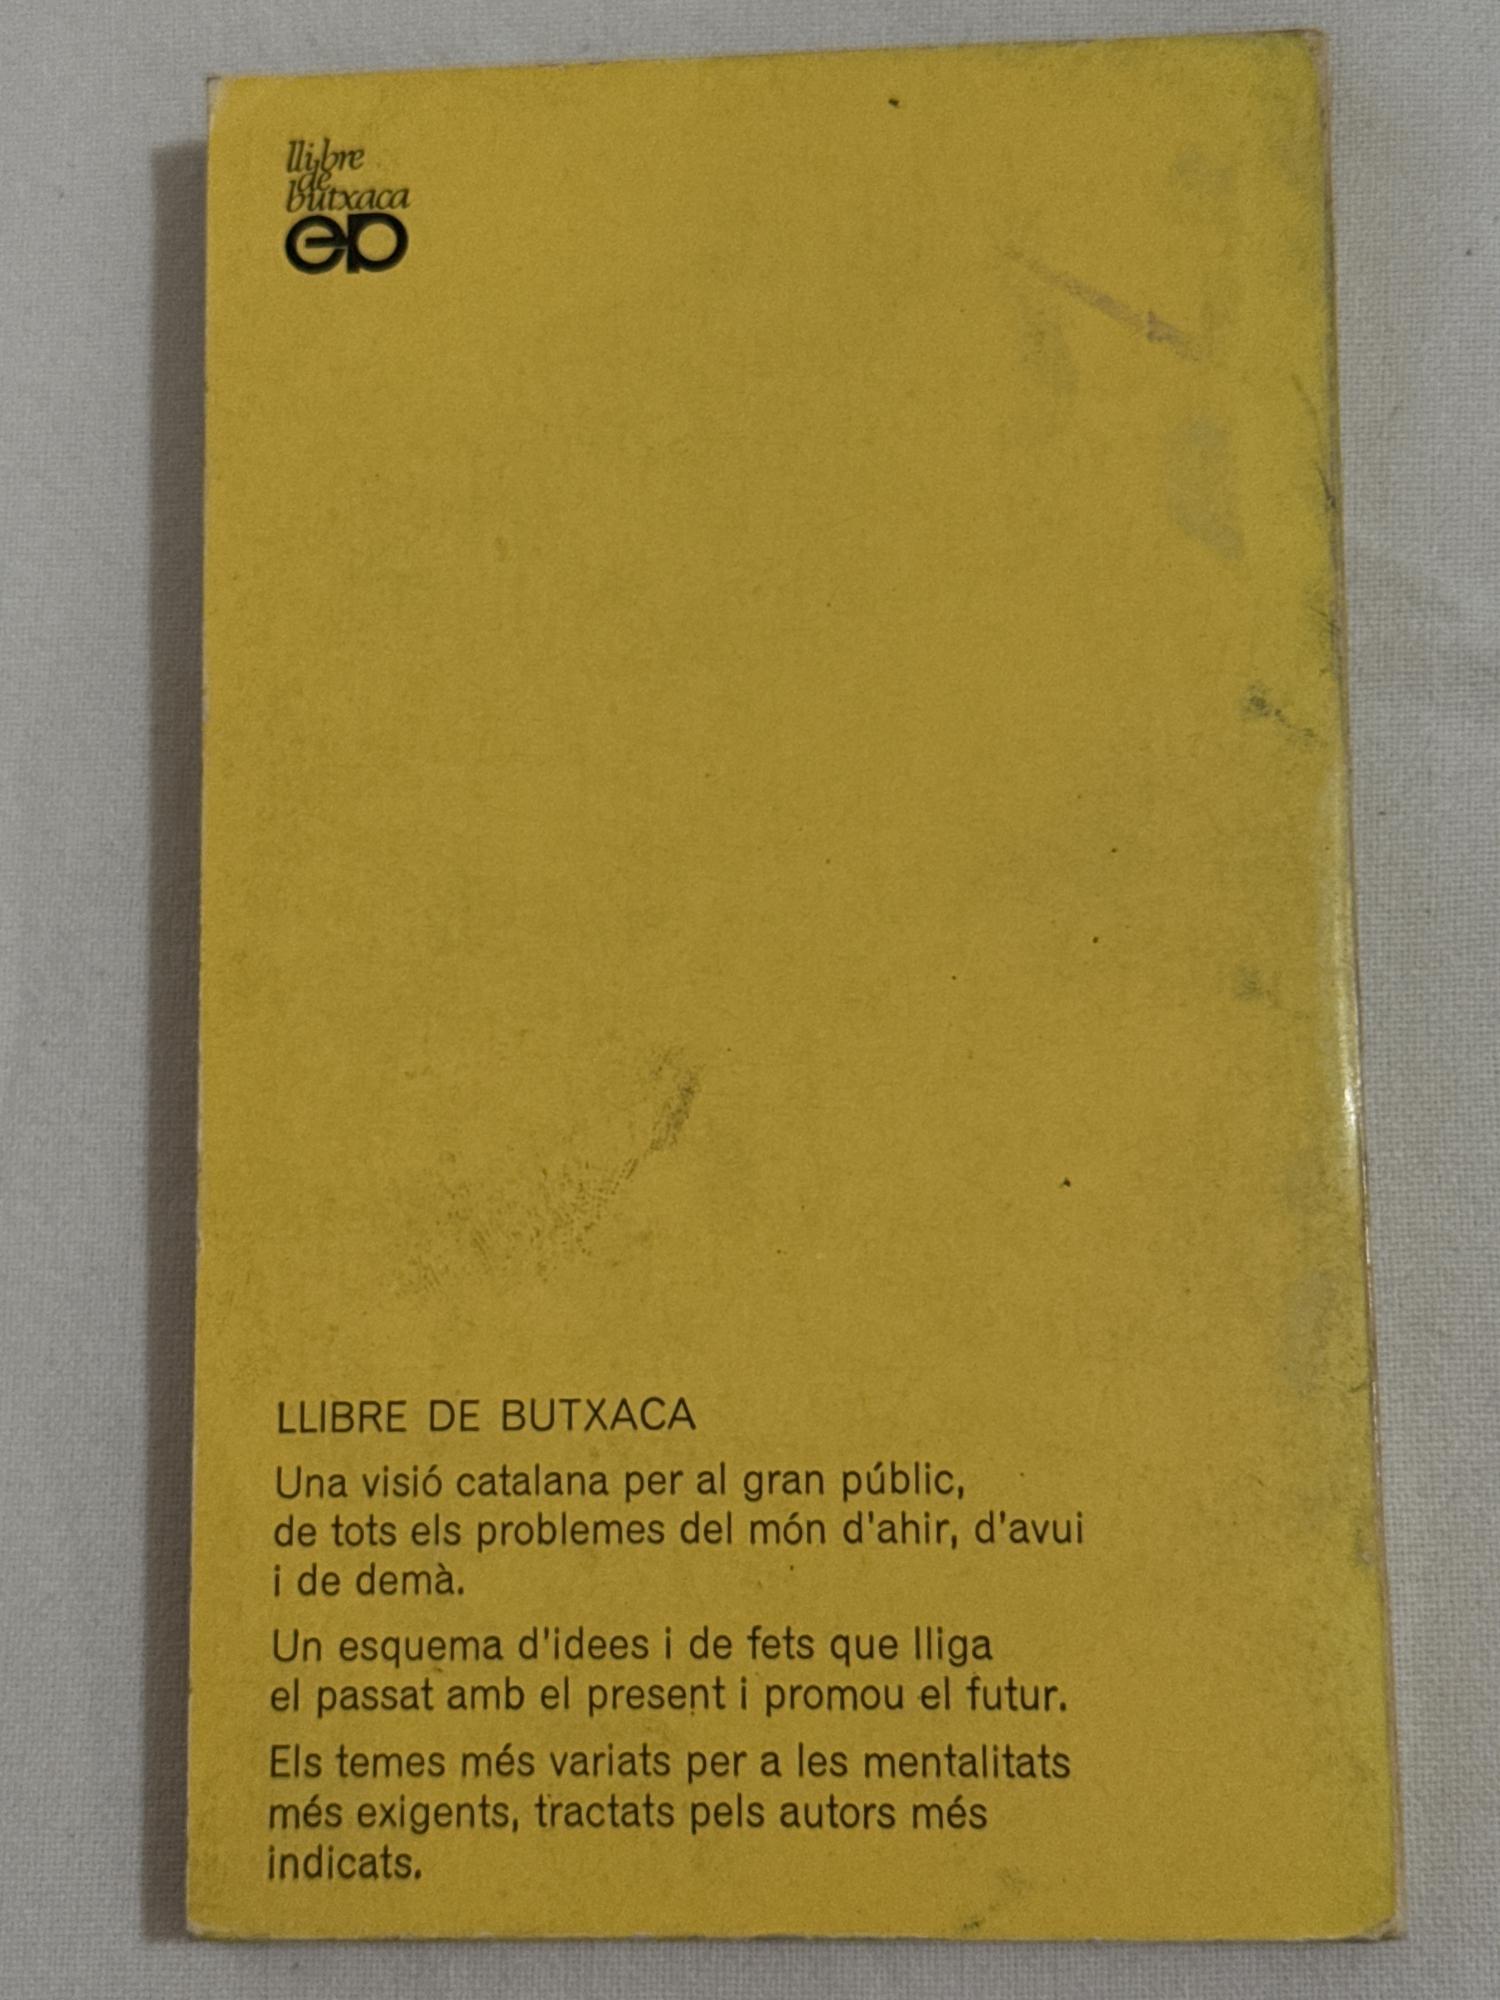 llibre
de
butxaca
ep
LLIBRE DE BUTXACA
Una visió catalana per al gran públic,
de tots els problemes del món d'ahir, d'avui
i de demà.
Un esquema d'idees i de fets que lliga
el passat amb el present i promou el futur.
Els temes més variats per a les mentalitats
més exigents, tractats pels autors més
indicats.